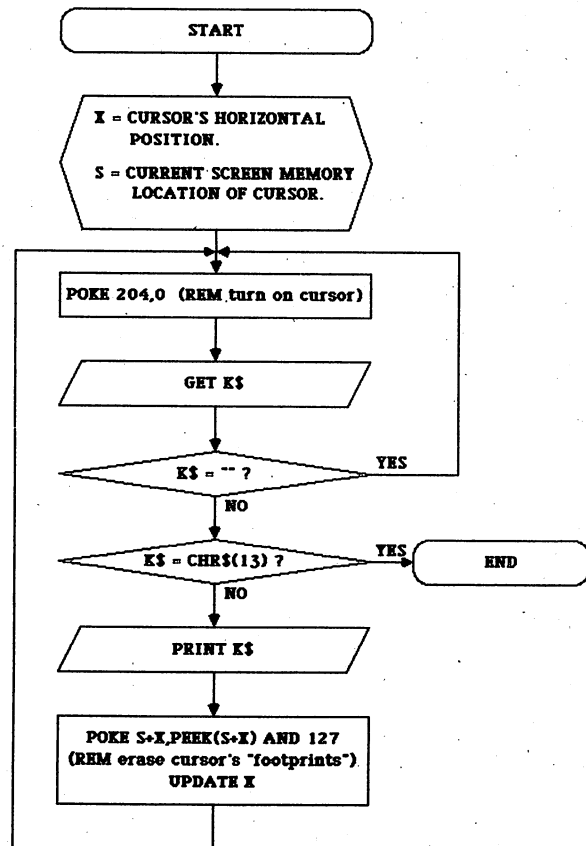 START
X = CURSOR'S HORIZONTAL
POSITION.
S = CURRENT SCREEN MEMORY
LOCATION OF CURSOR.
POKE 204,0 (REM turn on cursor)
GET K$
K$ = "" ?
YES
NO
K$ = CHR$(13) ?
YES
END
NO
PRINT K$
POKE S+X,PEEK(S+X) AND 127
(REM erase cursor's "footprints")
UPDATE X